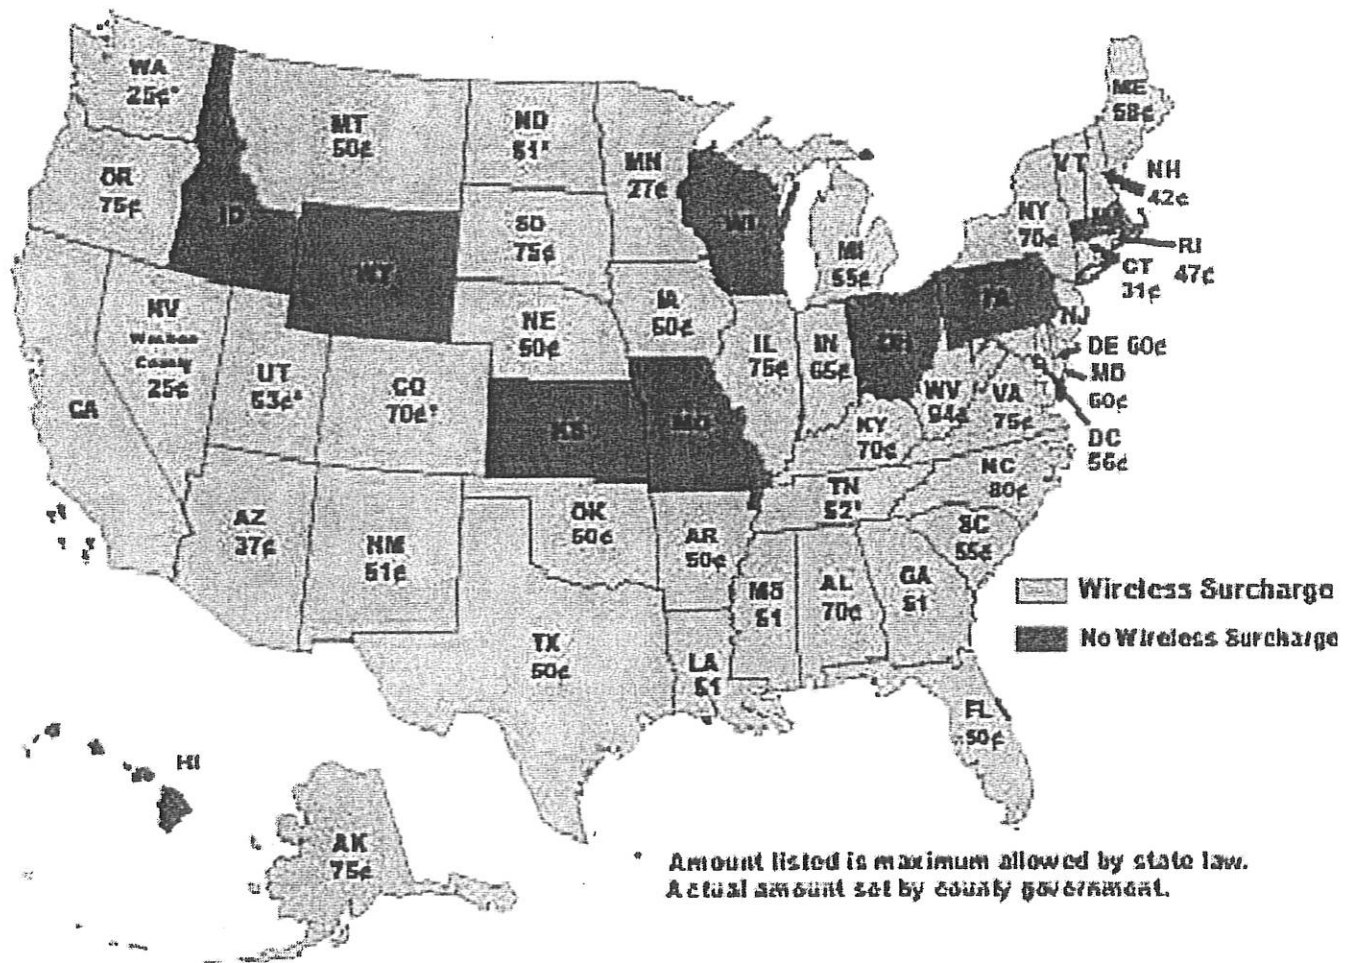 WA
25¢*
MT
50¢
ND
$1*
MN
27¢
ME
VT
NH
42¢
OR
75¢
ID
WY
SD
75¢
WI
MI
NY
70¢
RI
47¢
CT
31¢
PA
NJ
NV
25¢
UT
53¢*
CO
70¢*
NE
50¢
IA
50¢
IL
75¢
IN
65¢
OH
WV
94¢
VA
75¢
DE 60¢
MD
60¢
DC
56¢
CA
KS
MO
KY
70¢
TN
NC
80¢
AZ
37¢
NM
51¢
OK
50¢
AR
50¢
SC
MS
$1
AL
70¢
GA
$1
TX
50¢
LA
$1
FL
50¢
HI
AK
75¢
Wireless Surcharge
No Wireless Surcharge
* Amount listed is maximum allowed by state law.
Actual amount set by county government.